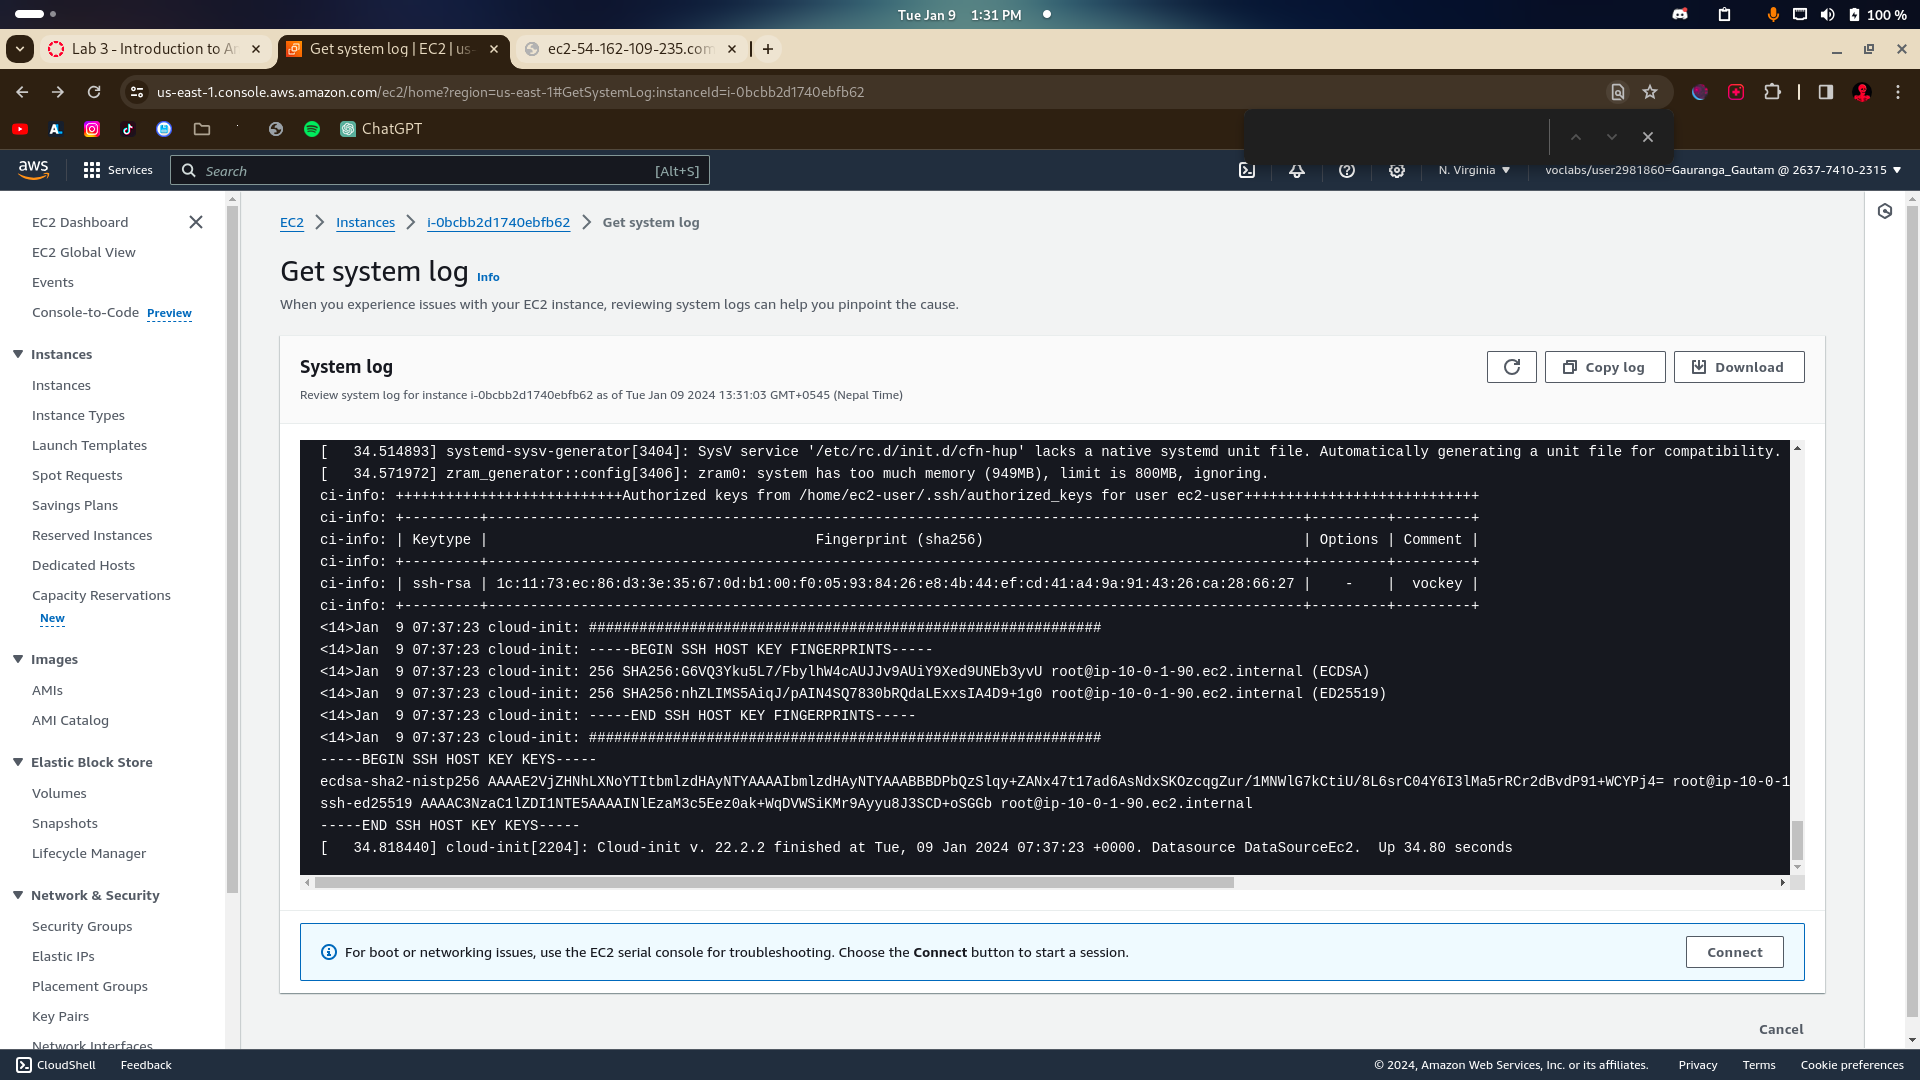 Tue Jan 9 1:31 PM
100 %
Lab 3 - Introduction to Am
Get system log | EC2 | us-
ec2-54-162-109-235.com
us-east-1.console.aws.amazon.com/ec2/home?region=us-east-1#GetSystemLog:instanceId=i-0bcbb2d1740ebfb62
ChatGPT
aws
Services
Search
[Alt+S]
N. Virginia
voclabs/user2981860=Gauranga_Gautam @ 2637-7410-2315
EC2 Dashboard
EC2 Global View
Events
Console-to-Code Preview
Instances
Instances
Instance Types
Launch Templates
Spot Requests
Savings Plans
Reserved Instances
Dedicated Hosts
Capacity Reservations
New
Images
AMIs
AMI Catalog
Elastic Block Store
Volumes
Snapshots
Lifecycle Manager
Network & Security
Security Groups
Elastic IPs
Placement Groups
Key Pairs
Network Interfaces
EC2 Instances i-0bcbb2d1740ebfb62 Get system log
Get system log Info
When you experience issues with your EC2 instance, reviewing system logs can help you pinpoint the cause.
System log
Copy log
Download
Review system log for instance i-0bcbb2d1740ebfb62 as of Tue Jan 09 2024 13:31:03 GMT+0545 (Nepal Time)
[   34.514893] systemd-sysv-generator[3404]: SysV service '/etc/rc.d/init.d/cfn-hup' lacks a native systemd unit file. Automatically generating a unit file for compatibility.
[   34.571972] zram_generator::config[3406]: zram0: system has too much memory (949MB), limit is 800MB, ignoring.
ci-info: +++++++++++++++++++++++++++Authorized keys from /home/ec2-user/.ssh/authorized_keys for user ec2-user++++++++++++++++++++++++++++
ci-info: +---------+-------------------------------------------------------------------------------------------------+---------+---------+
ci-info: | Keytype |                                       Fingerprint (sha256)                                      | Options | Comment |
ci-info: +---------+-------------------------------------------------------------------------------------------------+---------+---------+
ci-info: | ssh-rsa | 1c:11:73:ec:86:d3:3e:35:67:0d:b1:00:f0:05:93:84:26:e8:4b:44:ef:cd:41:a4:9a:91:43:26:ca:28:66:27 |    -    |  vockey |
ci-info: +---------+-------------------------------------------------------------------------------------------------+---------+---------+
<14>Jan  9 07:37:23 cloud-init: #############################################################
<14>Jan  9 07:37:23 cloud-init: -----BEGIN SSH HOST KEY FINGERPRINTS-----
<14>Jan  9 07:37:23 cloud-init: 256 SHA256:G6VQ3Yku5L7/FbylhW4cAUJJv9AUiY9Xed9UNEb3yvU root@ip-10-0-1-90.ec2.internal (ECDSA)
<14>Jan  9 07:37:23 cloud-init: 256 SHA256:nhZLIMS5AiqJ/pAIN4SQ7830bRQdaLExxsIA4D9+1g0 root@ip-10-0-1-90.ec2.internal (ED25519)
<14>Jan  9 07:37:23 cloud-init: -----END SSH HOST KEY FINGERPRINTS-----
<14>Jan  9 07:37:23 cloud-init: #############################################################
-----BEGIN SSH HOST KEY KEYS-----
ecdsa-sha2-nistp256 AAAAE2VjZHNhLXNoYTItbmlzdHAyNTYAAAAIbmlzdHAyNTYAAABBBDPbQzSlqy+ZANx47t17ad6AsNdxSKOzcqgZur/1MNWlG7kCtiU/8L6srC04Y6I3lMa5rRCr2dBvdP91+WCYPj4= root@ip-10-0-1
ssh-ed25519 AAAAC3NzaC1lZDI1NTE5AAAAINlEzaM3c5Eez0ak+WqDVWSiKMr9Ayyu8J3SCD+oSGGb root@ip-10-0-1-90.ec2.internal
-----END SSH HOST KEY KEYS-----
[   34.818440] cloud-init[2204]: Cloud-init v. 22.2.2 finished at Tue, 09 Jan 2024 07:37:23 +0000. Datasource DataSourceEc2.  Up 34.80 seconds
For boot or networking issues, use the EC2 serial console for troubleshooting. Choose the Connect button to start a session.
Connect
Cancel
CloudShell
Feedback
© 2024, Amazon Web Services, Inc. or its affiliates.
Privacy
Terms
Cookie preferences